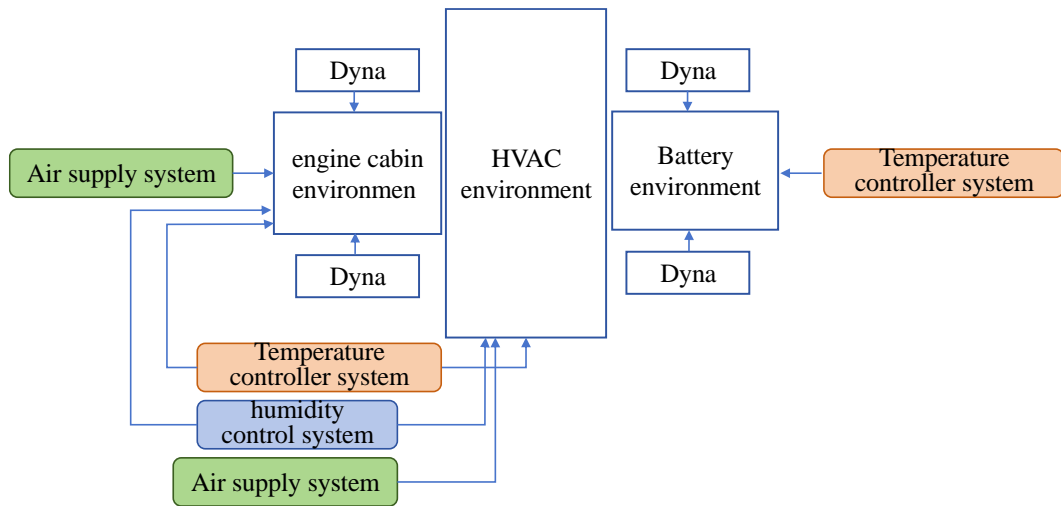 Dyna
Dyna
engine cabin
environmen
HVAC
environment
Battery
environment
Air supply system
Temperature
controller system
Dyna
Dyna
Temperature
controller system
humidity
control system
Air supply system